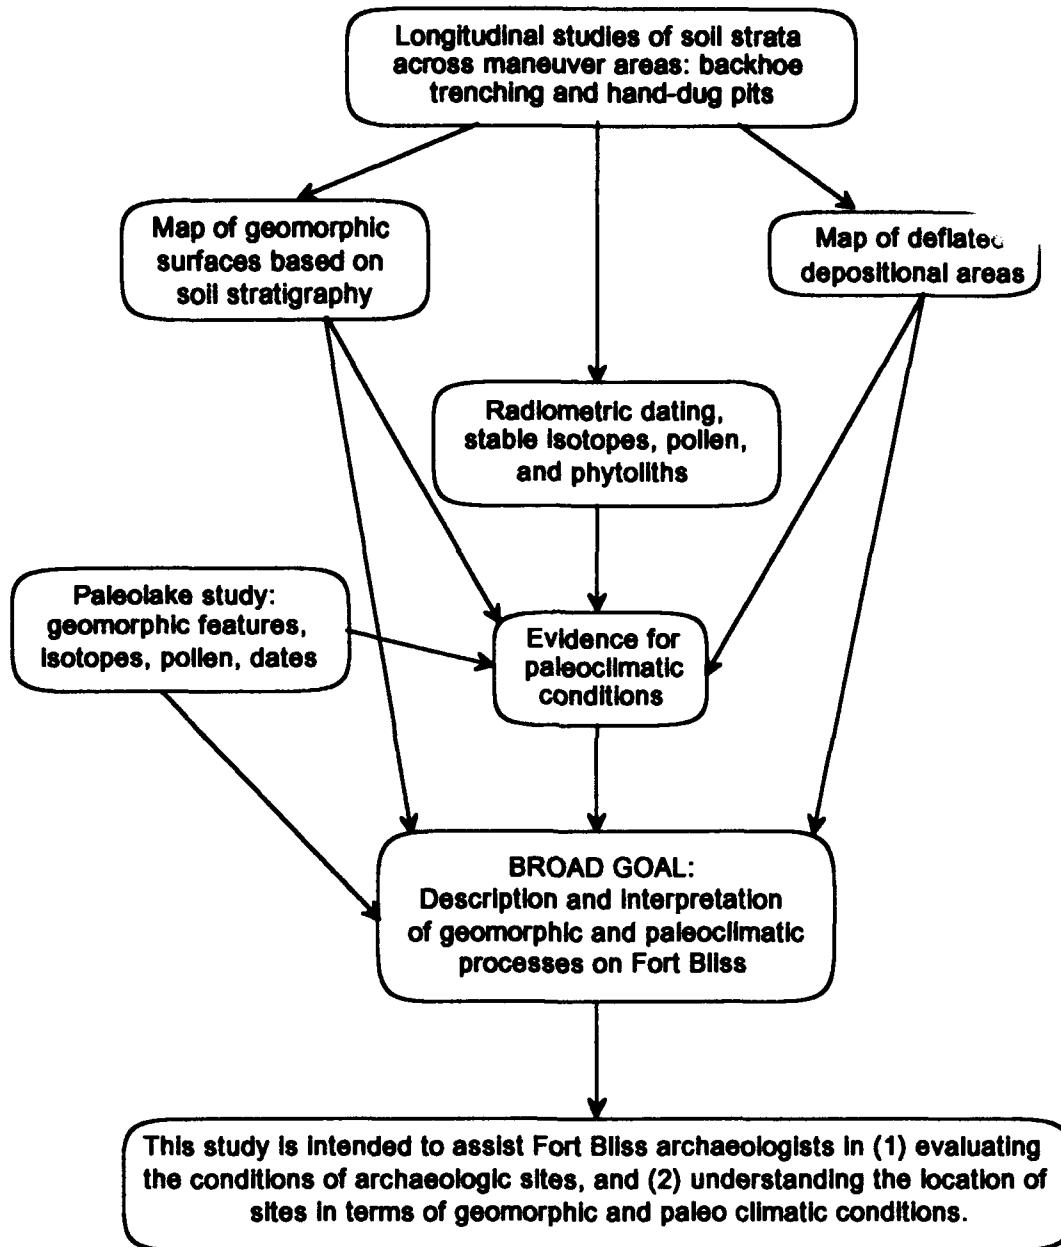 Longitudinal studies of soil strata
across maneuver areas: backhoe
trenching and hand-dug pits
Map of geomorphic
surfaces based on
soil stratigraphy
Map of
depositional areas
Radiometric dating,
stable isotopes, pollen,
and phytoliths
Paleolake study:
geomorphic features,
isotopes, pollen, dates
Evidence for
paleoclimatic
conditions
BROAD GOAL:
Description and interpretation
of geomorphic and paleoclimatic
processes on Fort Bliss
This study is intended to assist Fort Bliss archaeologists in (1) evaluating
the conditions of archaeologic sites, and (2) understanding the location of
sites in terms of geomorphic and paleo climatic conditions.